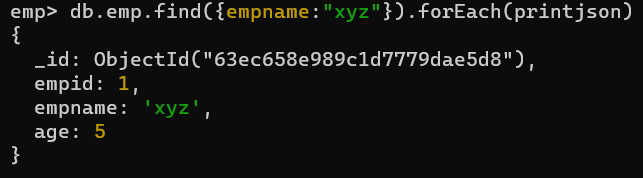 emp> db.emp.find({empname:"xyz"}).forEach(printjson)
{
  _id: ObjectId("63ec658e989c1d7779dae5d8"),
  empid: 1,
  empname: 'xyz',
  age: 5
}